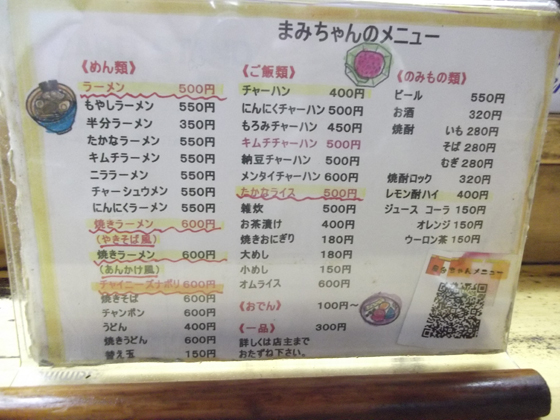 まみちゃんのメニュー
《めん類》
ラーメン 500円
もやしラーメン 550円
半分ラーメン 350円
たかなラーメン 550円
キムチラーメン 550円
ニララーメン 550円
チャーシュウメン 550円
にんにくラーメン 550円
焼きラーメン 600円
(やきそば風)
焼きラーメン 600円
(あんかけ風)
チャイニーズナポリ 600円
焼きそば 600円
チャンポン 600円
うどん 400円
焼きうどん 600円
替え玉 150円
《ご飯類》
チャーハン 400円
にんにくチャーハン 500円
もろみチャーハン 450円
キムチチャーハン 500円
納豆チャーハン 500円
メンタイチャーハン 600円
たかなライス 500円
雑炊 500円
お茶漬け 400円
焼きおにぎり 180円
大めし 180円
小めし 150円
オムライス 600円
《おでん》 100円～
《一品》 300円
詳しくは店主まで
おたずね下さい。
《のみもの類》
ビール 550円
お酒 320円
焼酎 いも 280円
そば 280円
むぎ 280円
焼酎ロック 320円
レモン酎ハイ 400円
ジュース コーラ 150円
オレンジ 150円
ウーロン茶 150円